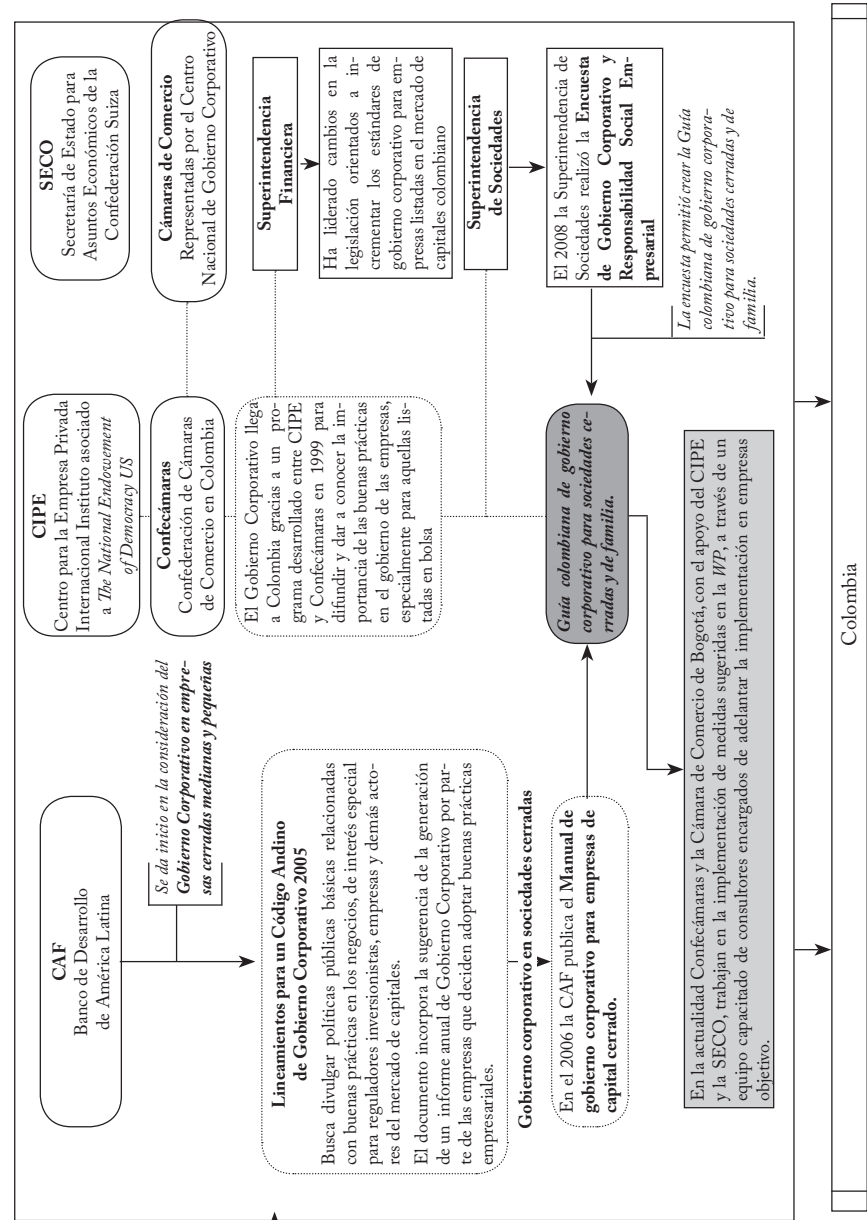 CAF
Banco de Desarrollo
de América Latina
Se da inicio en la consideración del
Gobierno Corporativo en empre-
sas cerradas medianas y pequeñas
Lineamientos para un Código Andino
de Gobierno Corporativo 2005
Busca divulgar políticas públicas básicas relacionadas
con buenas prácticas en los negocios, de interés especial
para reguladores inversionistas, empresas y demás acto-
res del mercado de capitales.
El documento incorpora la sugerencia de la generación
de un informe anual de Gobierno Corporativo por par-
te de las empresas que deciden adoptar buenas prácticas
empresariales.
Gobierno corporativo en sociedades cerradas
En el 2006 la CAF publica el Manual de
gobierno corporativo para empresas de
capital cerrado.
CIPE
Centro para la Empresa Privada
Internacional Instituto asociado
a The National Endowement
of Democracy US
Confecámaras
Confederación de Cámaras
de Comercio en Colombia
El Gobierno Corporativo llega
a Colombia gracias a un pro-
grama desarrollado entre CIPE
y Confecámaras en 1999 para
difundir y dar a conocer la im-
portancia de las buenas prácticas
en el gobierno de las empresas,
especialmente para aquellas lis-
tadas en bolsa
Guía colombiana de gobierno
corporativo para sociedades ce-
rradas y de familia.
SECO
Secretaría de Estado para
Asuntos Económicos de la
Confederación Suiza
Cámaras de Comercio
Representadas por el Centro
Nacional de Gobierno Corporativo
Superintendencia
Financiera
Ha liderado cambios en la
legislación orientados a in-
crementar los estándares de
gobierno corporativo para em-
presas listadas en el mercado de
capitales colombiano
Superintendencia
de Sociedades
El 2008 la Superintendencia de
Sociedades realizó la Encuesta
de Gobierno Corporativo y
Responsabilidad Social Em-
presarial
La encuesta permitió crear la Guía
colombiana de gobierno corpora-
tivo para sociedades cerradas y de
familia.
En la actualidad Confecámaras y la Cámara de Comercio de Bogotá, con el apoyo del CIPE
y la SECO, trabajan en la implementación de medidas sugeridas en la WP, a través de un
equipo capacitado de consultores encargados de adelantar la implementación en empresas
objetivo.
Colombia